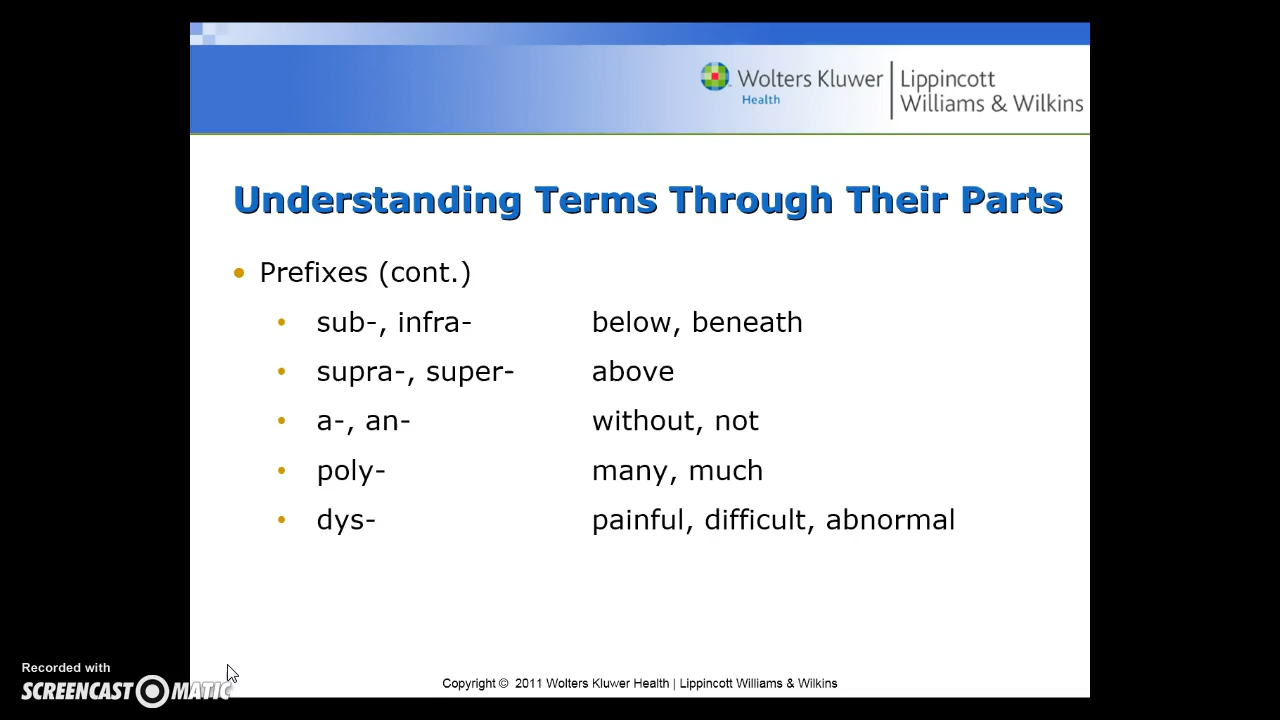 Wolters Kluwer
Health
Lippincott
Williams & Wilkins
Understanding Terms Through Their Parts
• Prefixes (cont.)
• sub-, infra- below, beneath
• supra-, super- above
• a-, an- without, not
• poly- many, much
• dys- painful, difficult, abnormal
Recorded with
SCREENCAST MATIC
Copyright © 2011 Wolters Kluwer Health | Lippincott Williams & Wilkins